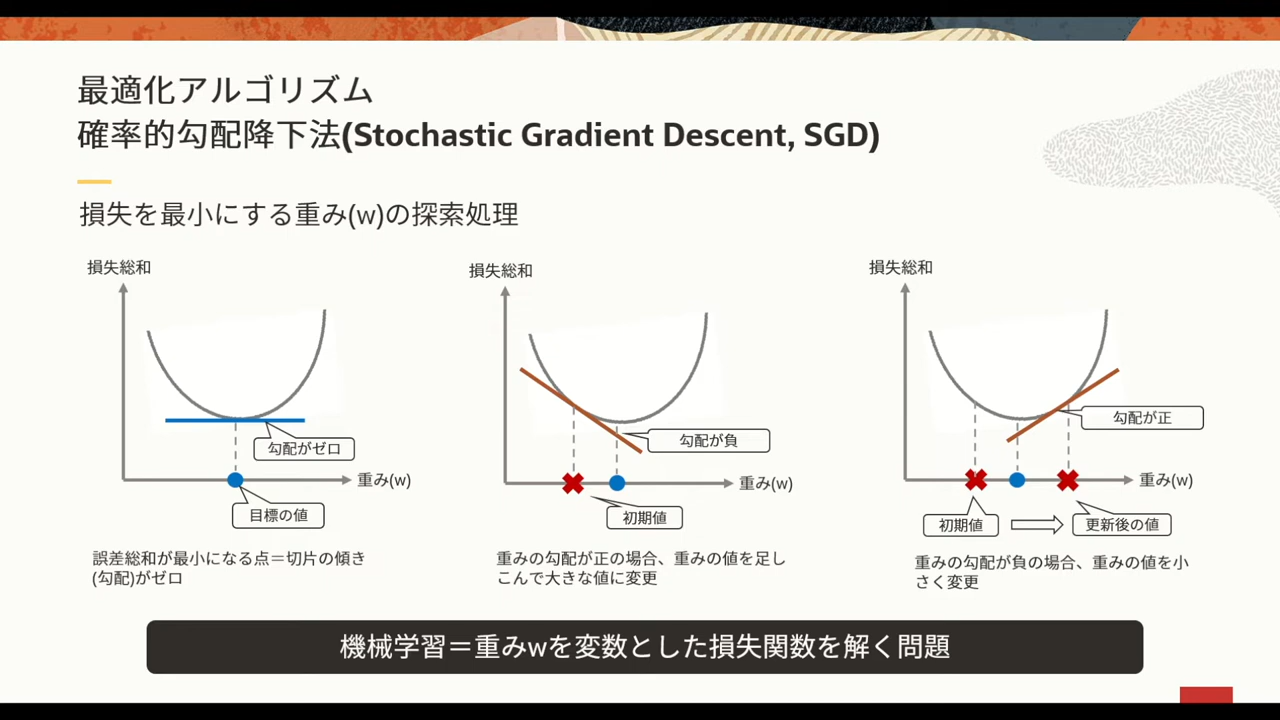 最適化アルゴリズム
確率的勾配降下法(Stochastic Gradient Descent, SGD)
損失を最小にする重み(w)の探索処理
損失総和
勾配がゼロ
重み(w)
目標の値
誤差総和が最小になる点＝切片の傾き
(勾配)がゼロ
損失総和
勾配が負
重み(w)
初期値
重みの勾配が正の場合、重みの値を足し
こんで大きな値に変更
損失総和
勾配が正
重み(w)
初期値
更新後の値
重みの勾配が負の場合、重みの値を小
さく変更
機械学習＝重みwを変数とした損失関数を解く問題